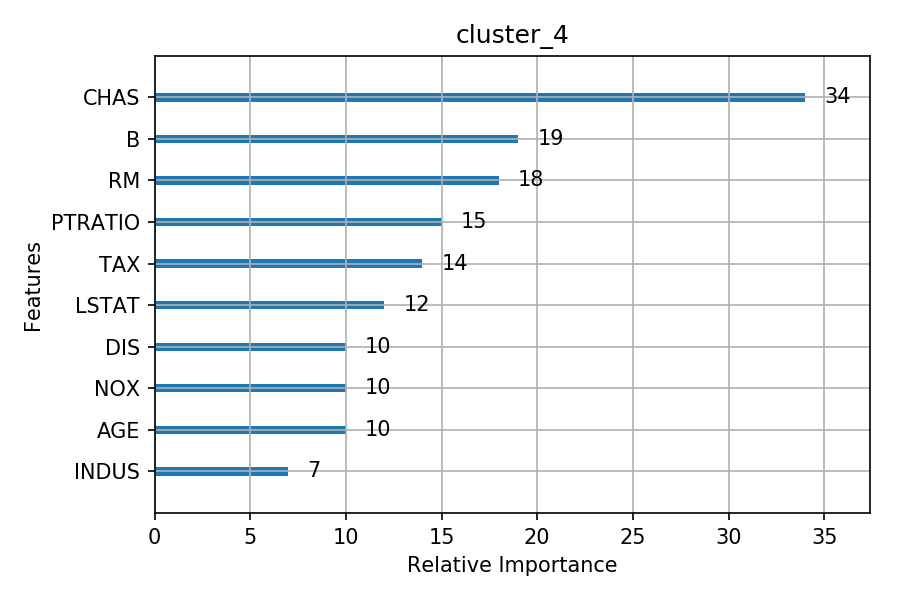 cluster_4
CHAS 34
B 19
RM 18
PTRATIO 15
TAX 14
LSTAT 12
DIS 10
NOX 10
AGE 10
INDUS 7
Features
0 5 10 15 20 25 30 35
Relative Importance